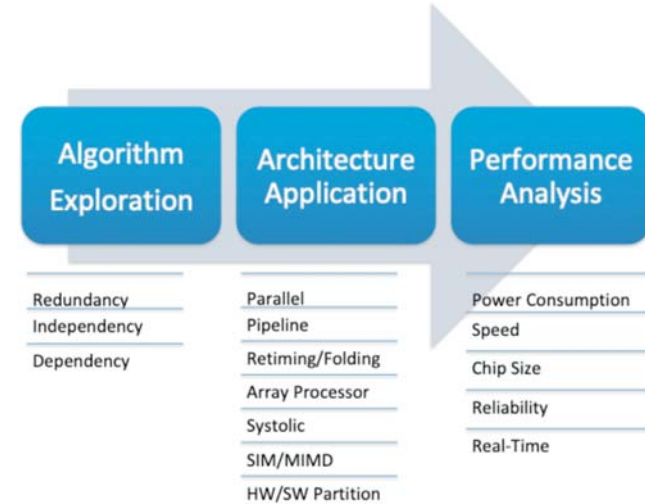 Algorithm
Exploration
Architecture
Application
Performance
Analysis
Redundancy
Independency
Dependency
Parallel
Pipeline
Retiming/Folding
Array Processor
Systolic
SIM/MIMD
HW/SW Partition
Power Consumption
Speed
Chip Size
Reliability
Real-Time